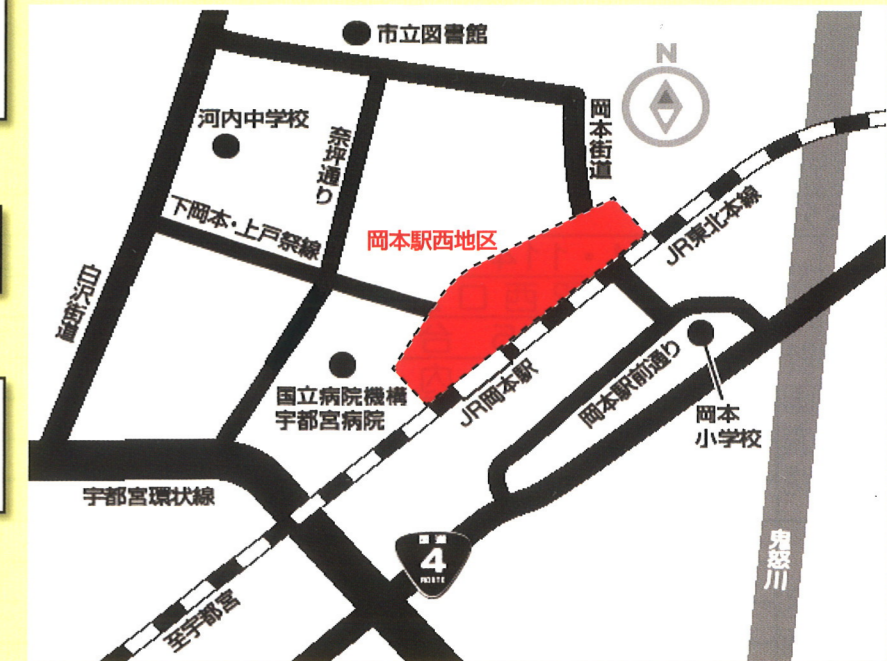 市立図書館
N
河内中学校
奈坪通り
岡本街道
下岡本・上戸祭線
岡本駅西地区
JR東北本線
白沢街道
国立病院機構
宇都宮病院
JR岡本駅
岡本駅前通り
岡本
小学校
宇都宮環状線
国道
4
ROUTE
鬼怒川
至宇都宮